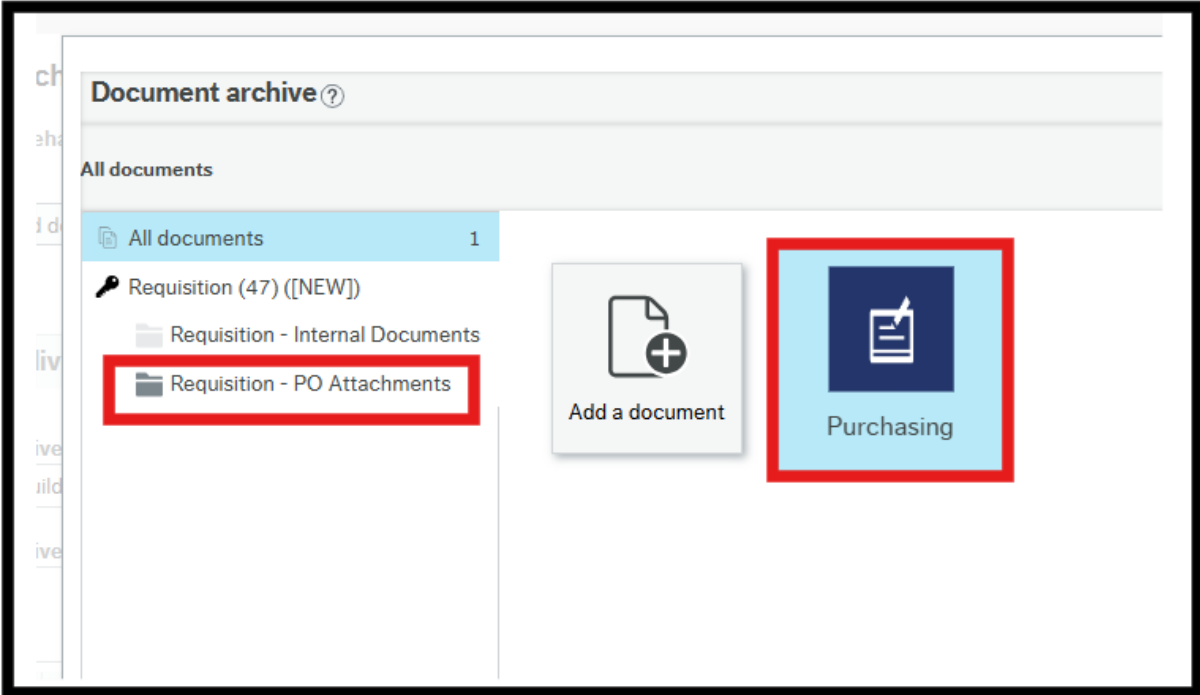 Document archive ?
All documents
All documents 1
Requisition (47) ([NEW])
Requisition - Internal Documents
Requisition - PO Attachments
Add a document
Purchasing